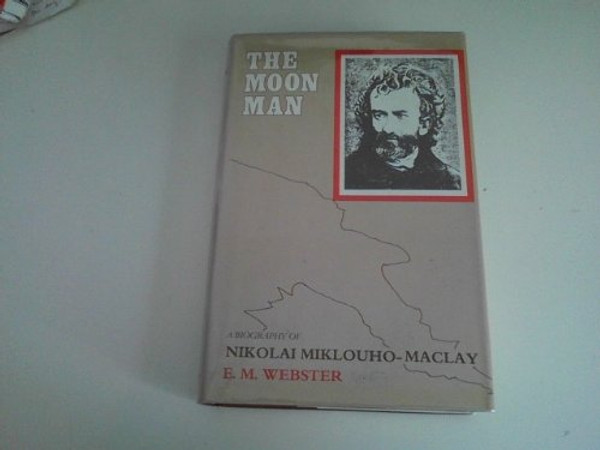 THE
MOON
MAN
A BIOGRAPHY OF
NIKOLAI MIKLOUHO-MACLAY
E. M. WEBSTER